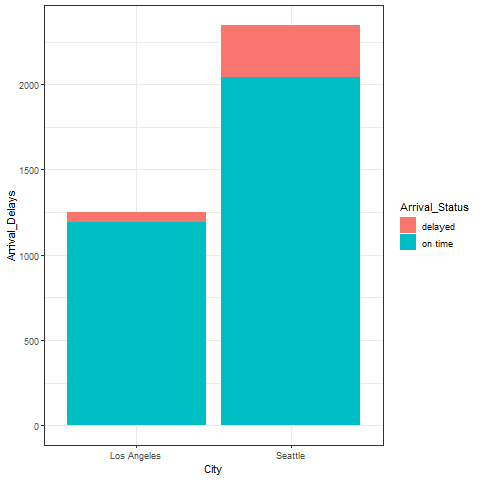 Arrival_Delays
2000
1500
1000
500
0
Los Angeles
Seattle
City
Arrival_Status
delayed
on time